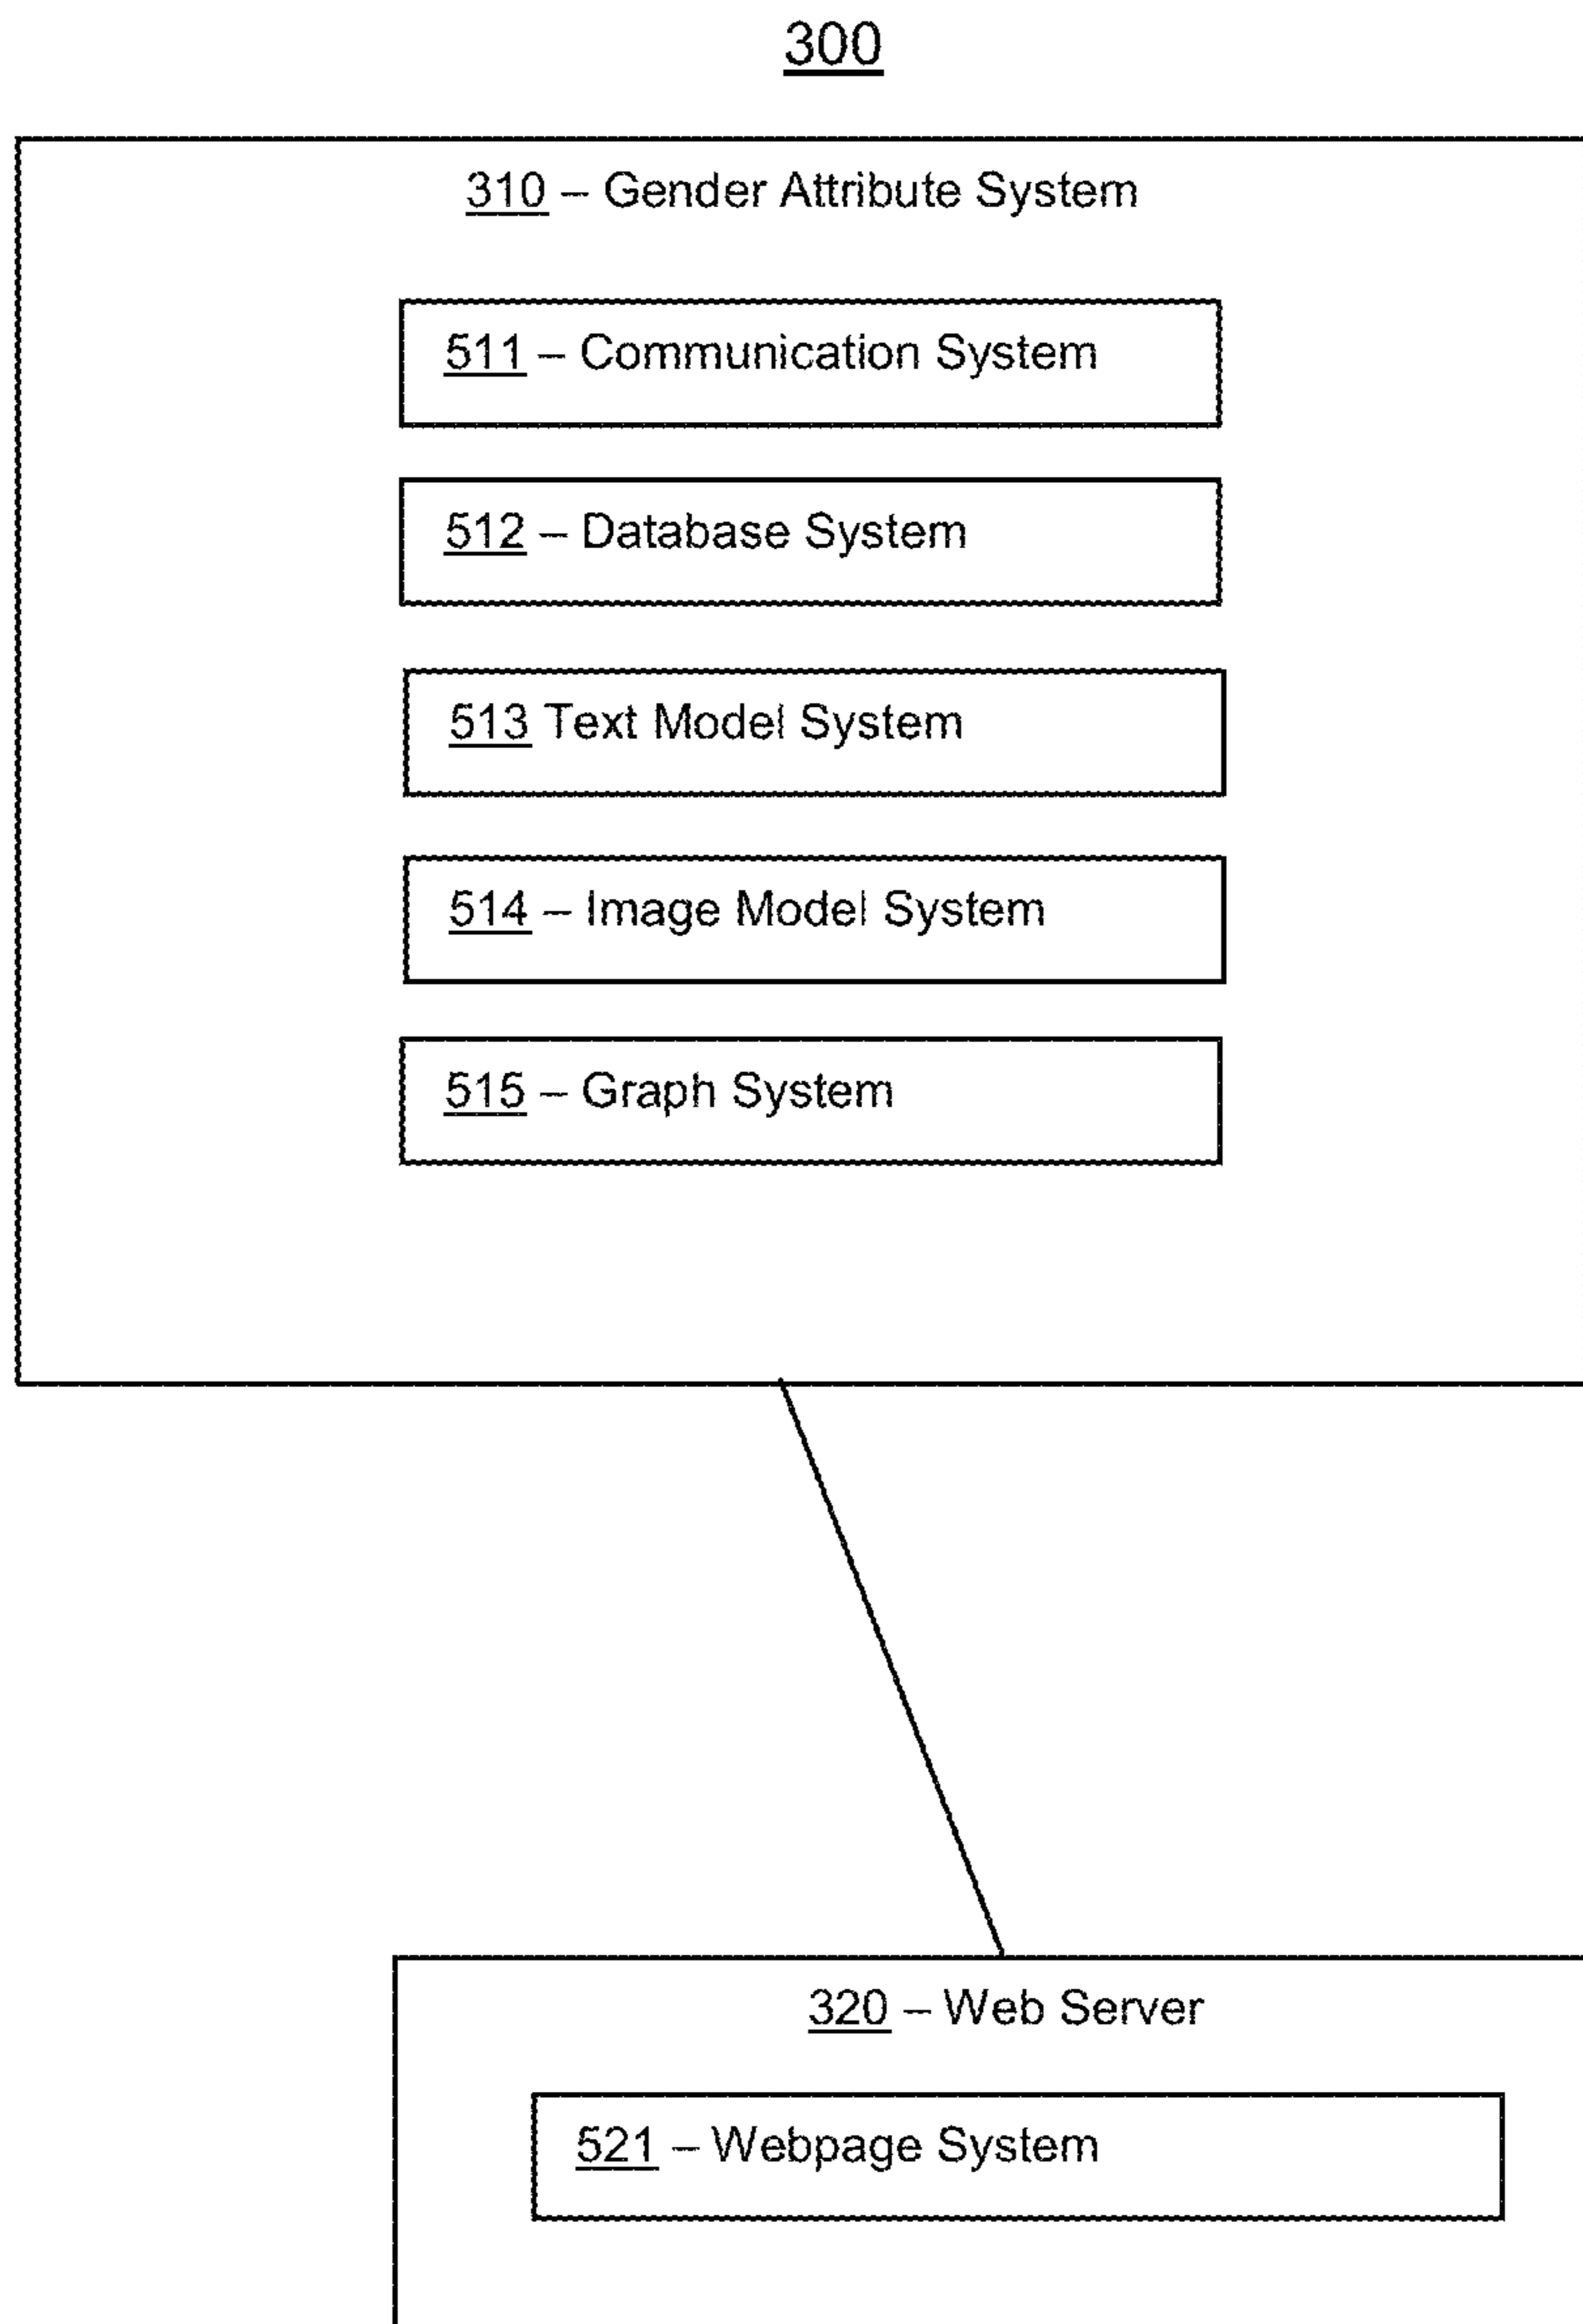 300
310 – Gender Attribute System
511 – Communication System
512 – Database System
513 Text Model System
514 – Image Model System
515 – Graph System
320 – Web Server
521 – Webpage System